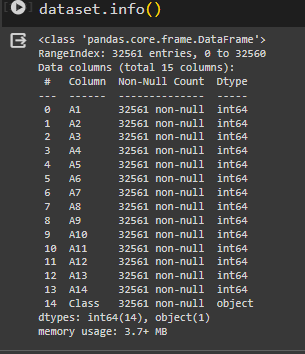 dataset.info()
<class 'pandas.core.frame.DataFrame'>
RangeIndex: 32561 entries, 0 to 32560
Data columns (total 15 columns):
 #   Column  Non-Null Count  Dtype
---  ------  --------------  -----
 0   A1      32561 non-null  int64
 1   A2      32561 non-null  int64
 2   A3      32561 non-null  int64
 3   A4      32561 non-null  int64
 4   A5      32561 non-null  int64
 5   A6      32561 non-null  int64
 6   A7      32561 non-null  int64
 7   A8      32561 non-null  int64
 8   A9      32561 non-null  int64
 9   A10     32561 non-null  int64
 10  A11     32561 non-null  int64
 11  A12     32561 non-null  int64
 12  A13     32561 non-null  int64
 13  A14     32561 non-null  int64
 14  Class   32561 non-null  object
dtypes: int64(14), object(1)
memory usage: 3.7+ MB